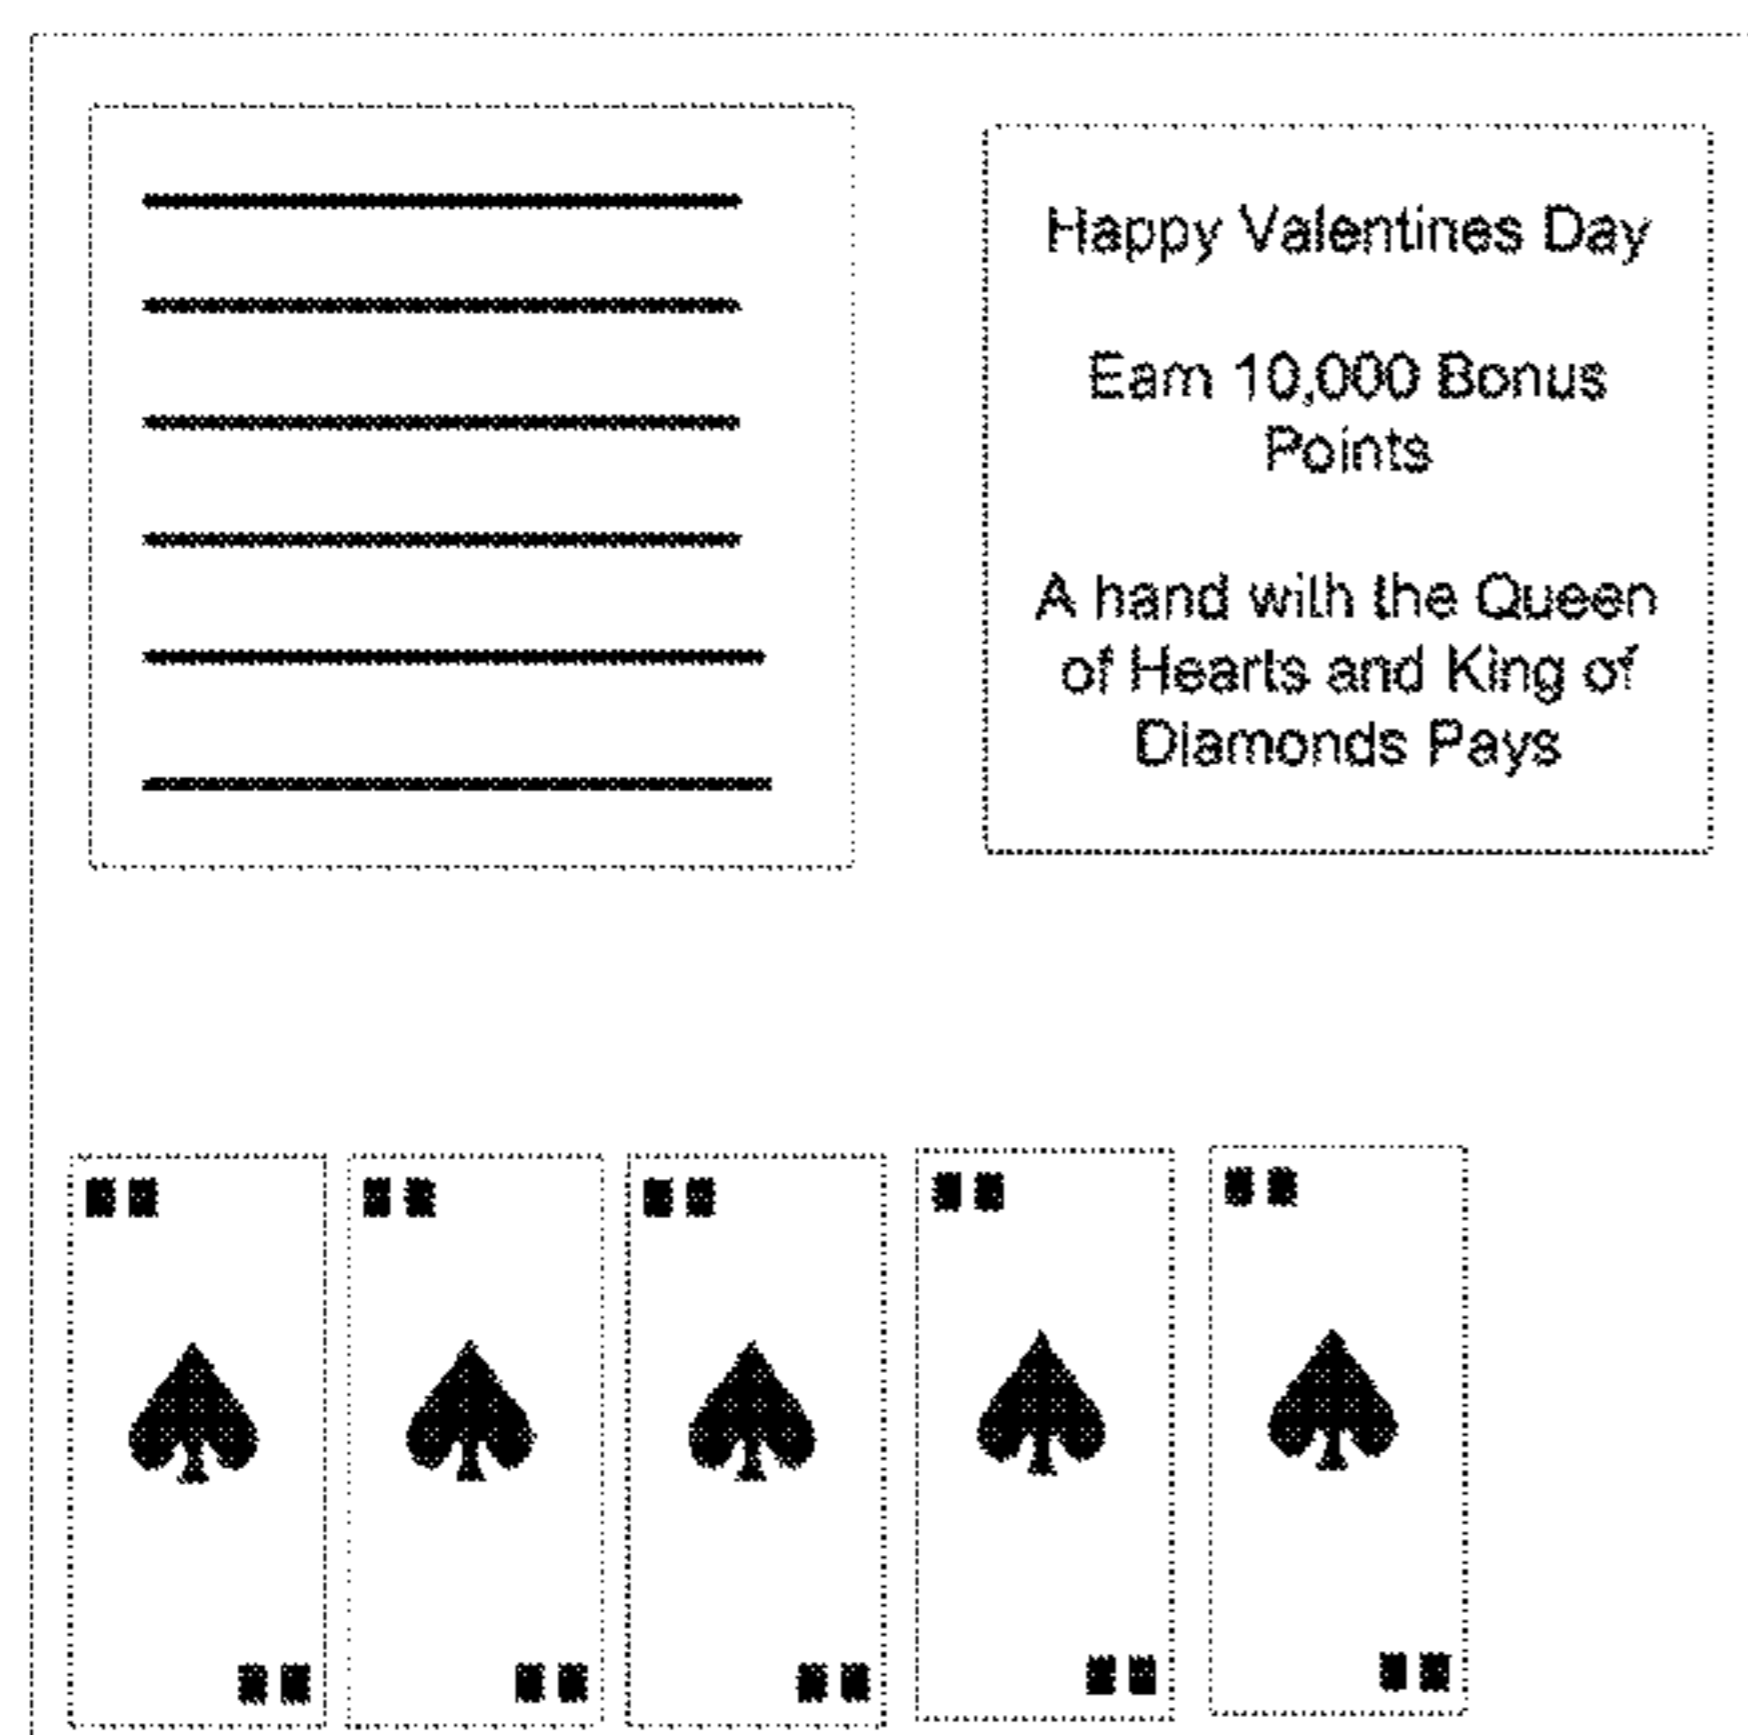 Happy Valentines Day
Earn 10,000 Bonus
Points
A hand with the Queen
of Hearts and King of
Diamonds Pays